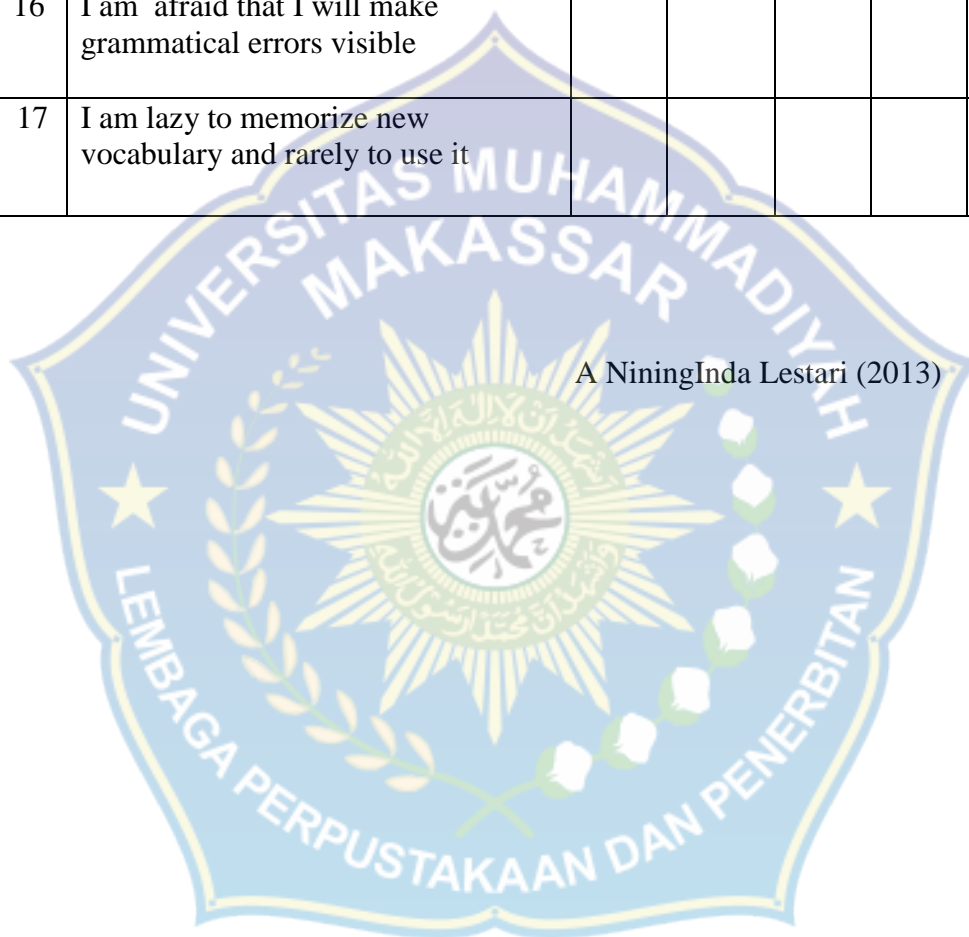 16 I am afraid that I will make
grammatical errors visible
17 I am lazy to memorize new
vocabulary and rarely to use it
UNIVERSITAS MUHAMMADIYAH
MAKASSAR
A NiningInda Lestari (2013)
LEMBAGA PERPUSTAKAAN DAN PENERBITAN